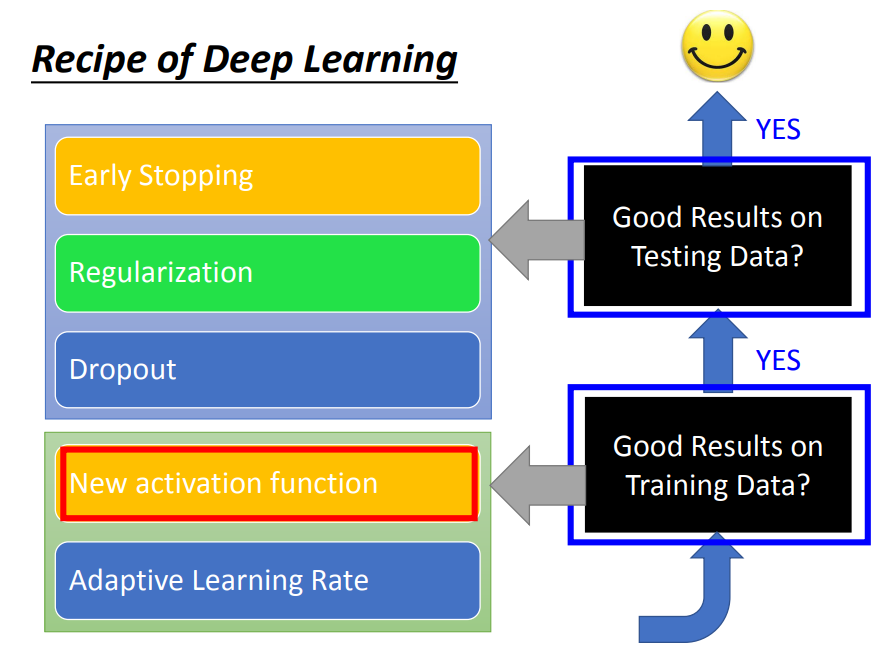 Recipe of Deep Learning
YES
Early Stopping
Good Results on
Testing Data?
Regularization
Dropout
YES
New activation function
Good Results on
Training Data?
Adaptive Learning Rate